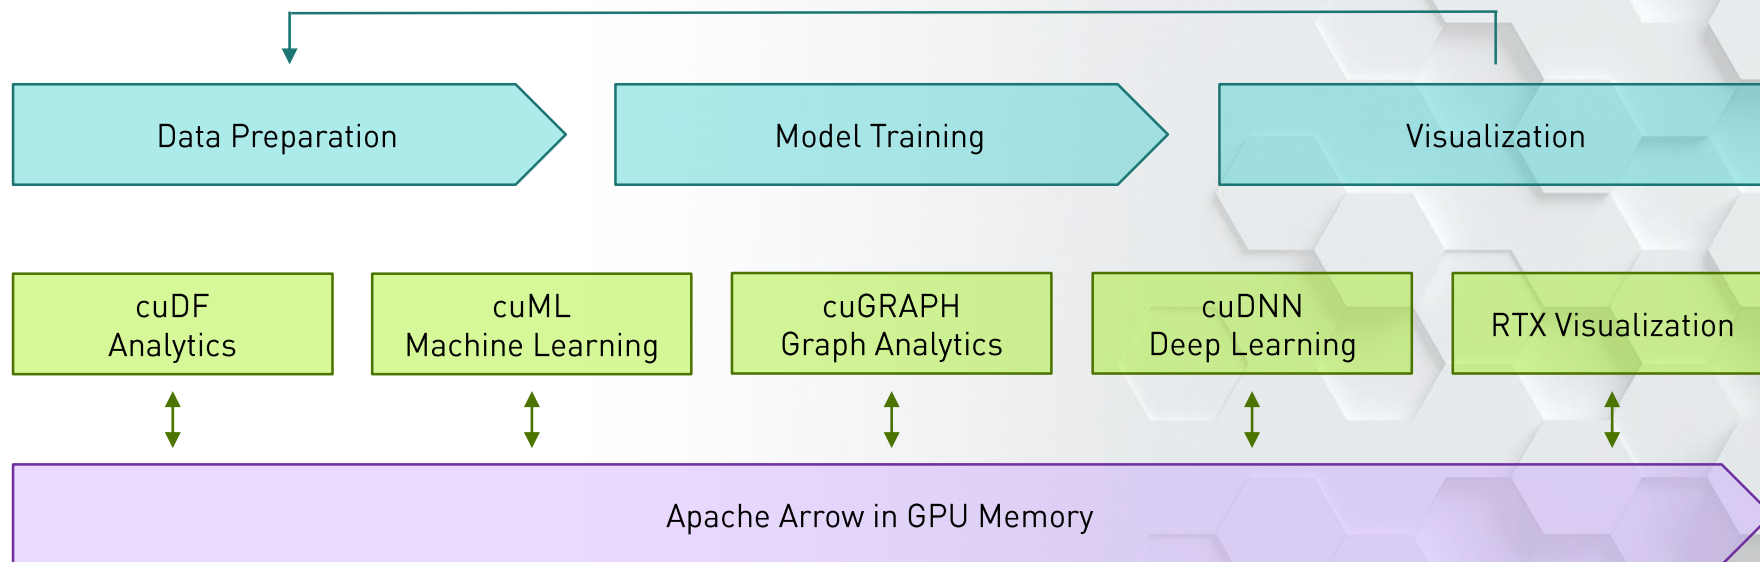 Data Preparation
Model Training
Visualization
cuDF
Analytics
cuML
Machine Learning
cuGRAPH
Graph Analytics
cuDNN
Deep Learning
RTX Visualization
Apache Arrow in GPU Memory